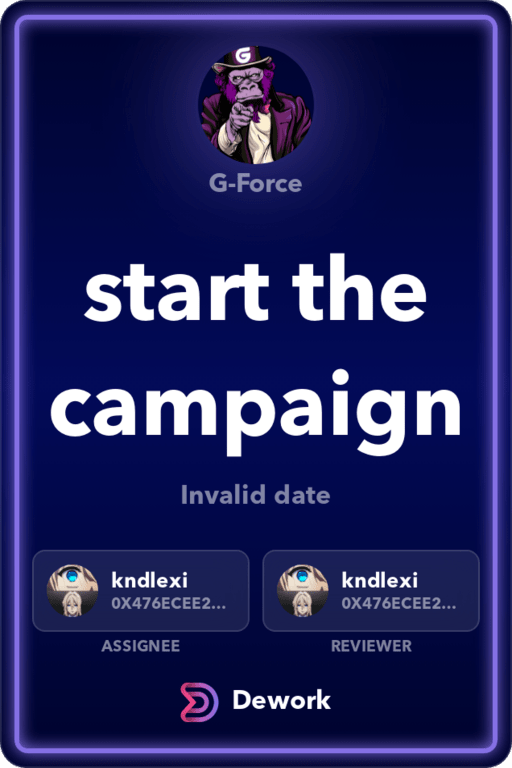 G
G-Force
start the
campaign
Invalid date
kndlexi
0X476ECEE2...
ASSIGNEE
kndlexi
0X476ECEE2...
REVIEWER
Dework